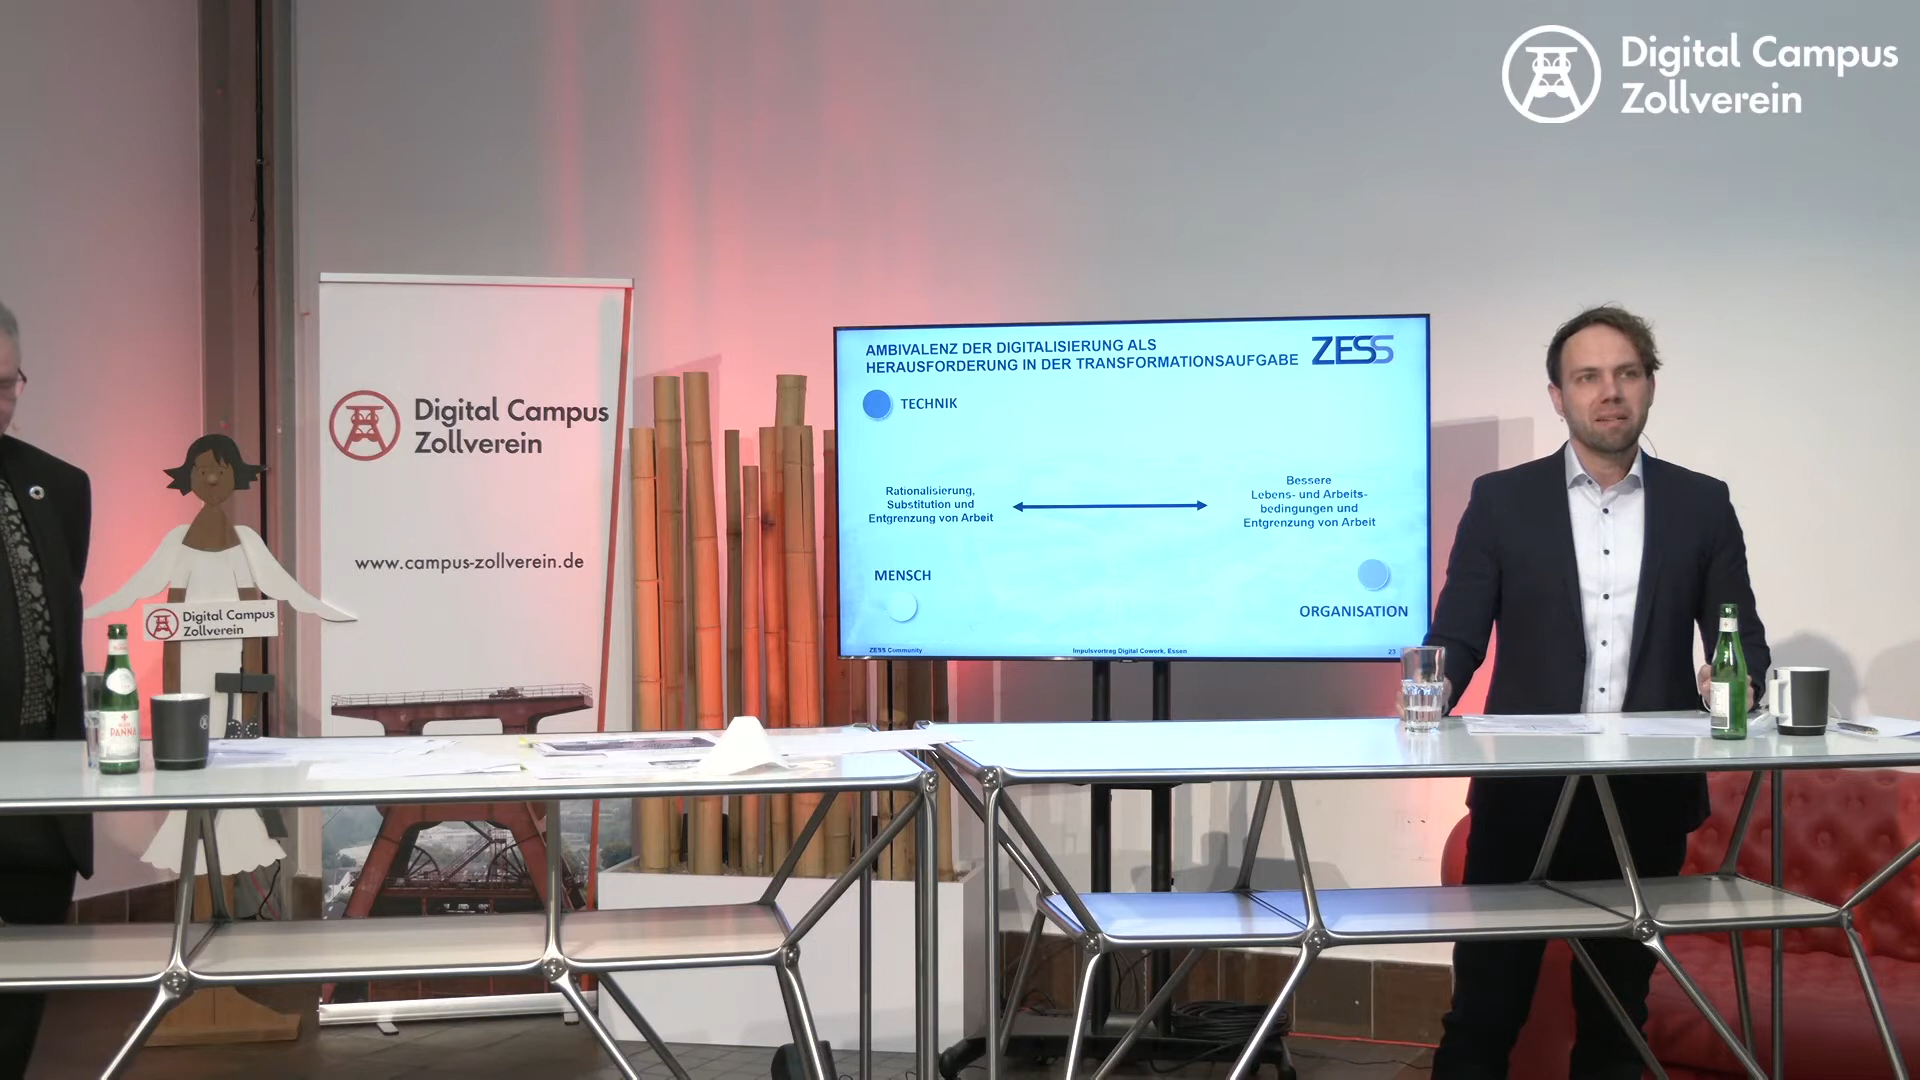 Digital Campus
Zollverein
Digital Campus
Zollverein
www.campus-zollverein.de
Digital Campus
Zollverein
AMBIVALENZ DER DIGITALISIERUNG ALS
HERAUSFORDERUNG IN DER TRANSFORMATIONSAUFGABE
ZESS
TECHNIK
Rationalisierung,
Substitution und
Entgrenzung von Arbeit
Bessere
Lebens- und Arbeits-
bedingungen und
Entgrenzung von Arbeit
MENSCH
ORGANISATION
ZESS Community
Impulsvortrag Digital Cowork, Essen
23
PANNA